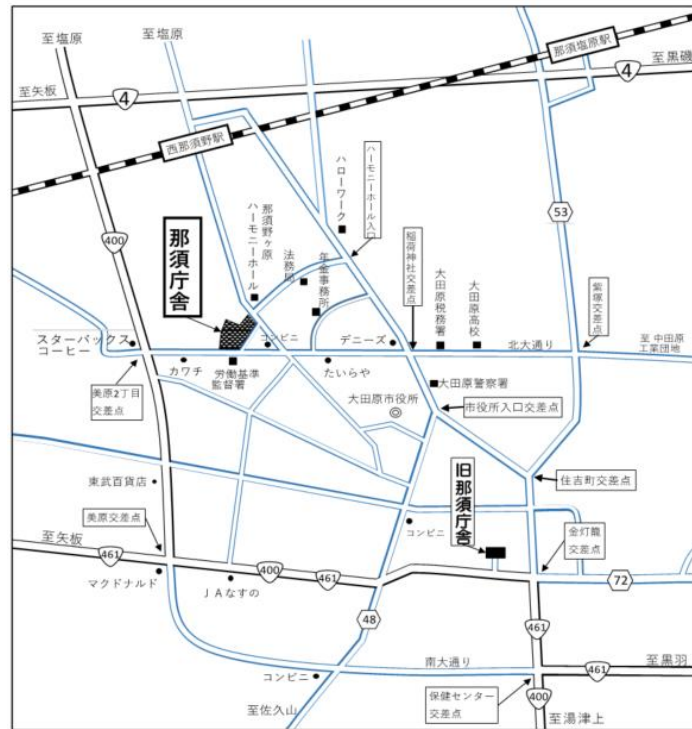 至塩原
至塩原
那須塩原駅
至黒磯
至矢板
4
4
西那須野駅
ハローワーク
ハーモニーホール入口
53
400
那須庁舎
那須野ヶ原
ハーモニーホール
法務局
年金事務所
稲荷神社交差点
大田原税務署
大田原高校
紫塚交差点
スターバックス
コーヒー
コンビニ
デニーズ
北大通り
至 中田原
工業団地
カワチ
労働基準
監督署
たいらや
美原2丁目
交差点
大田原警察署
大田原市役所
市役所入口交差点
東武百貨店
旧那須庁舎
住吉町交差点
美原交差点
コンビニ
金灯籠
交差点
至矢板
461
400
461
72
マクドナルド
JAなすの
48
461
南大通り
461
至黒羽
コンビニ
保健センター
交差点
400
至佐久山
至湯津上